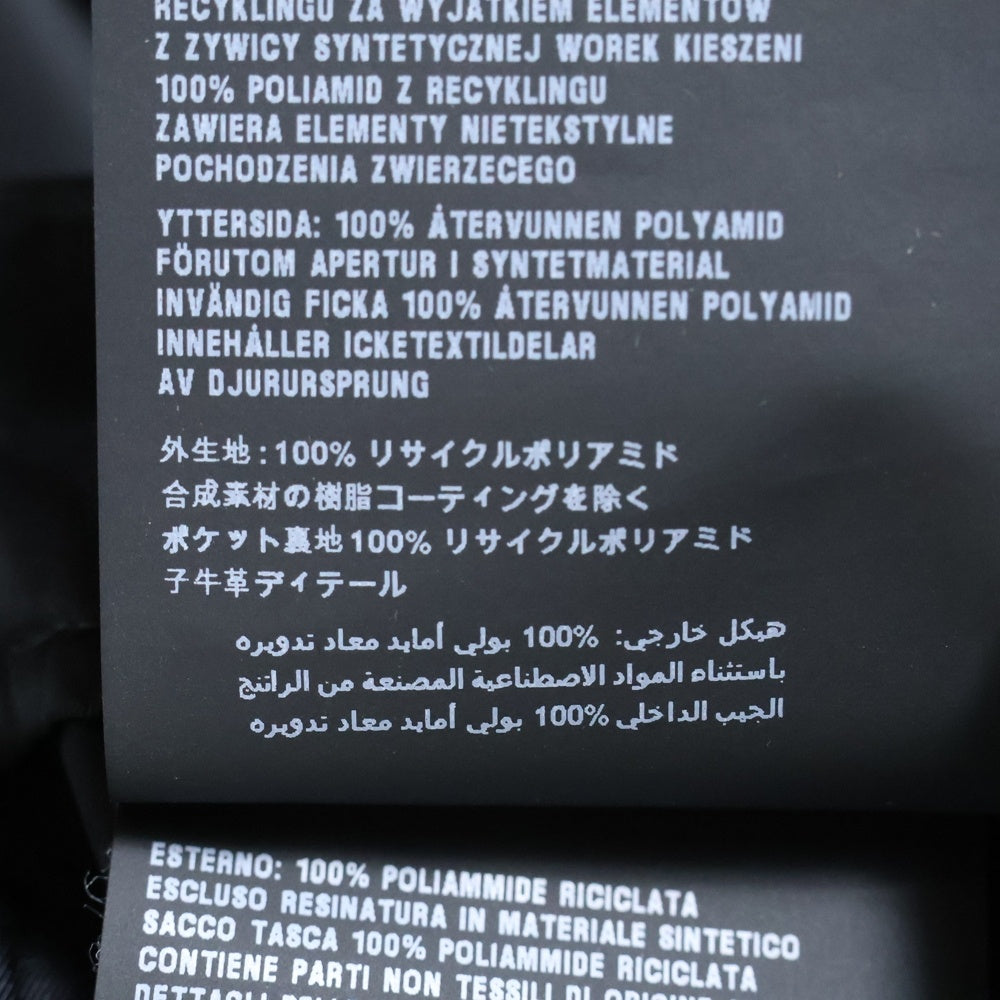 RECYKLINGU ZA WYJATKIEM ELEMENTOW
Z ZYWICY SYNTETYCZNEJ WOREK KIESZENI
100% POLIAMID Z RECYKLINGU
ZAWIERA ELEMENTY NIETEKSTYLNE
POCHODZENIA ZWIERZECEGO
YTTERSIDA: 100% ÅTERVUNNEN POLYAMID
FÖRUTOM APERTUR I SYNTETMATERIAL
INVÄNDIG FICKA 100% ÅTERVUNNEN POLYAMID
INNEHÅLLER ICKETEXTILDELAR
AV DJURURSPRUNG
外生地:100% リサイクルポリアミド
合成素材の樹脂コーティングを除く
ポケット裏地100% リサイクルポリアミド
子牛革ディテール
هيكل خارجي: 100% بولي أمايد معاد تدويره
باستثناء المواد الاصطناعية المصنعة من الراتنج
الجيب الداخلي 100% بولي أمايد معاد تدويره
ESTERNO: 100% POLIAMMIDE RICICLATA
ESCLUSO RESINATURA IN MATERIALE SINTETICO
SACCO TASCA 100% POLIAMMIDE RICICLATA
CONTIENE PARTI NON TESSILI DI
DETTAGLI